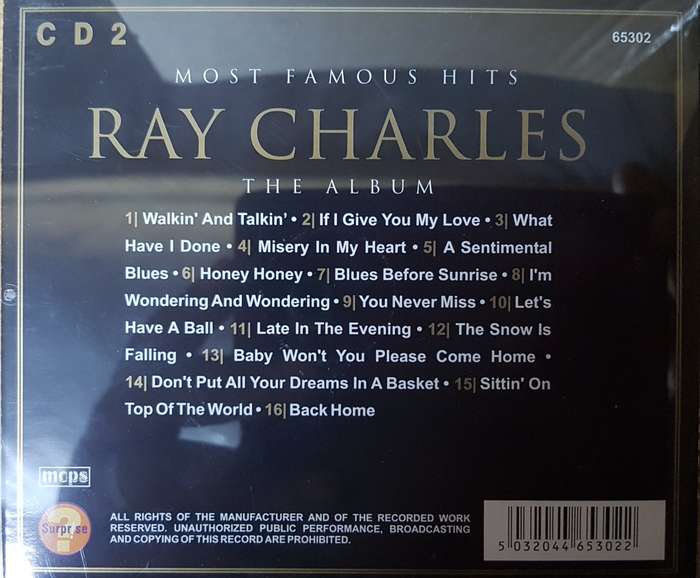 CD2
65302
MOST FAMOUS HITS
RAY CHARLES
THE ALBUM
1| Walkin' And Talkin' • 2| If I Give You My Love • 3| What
Have I Done • 4| Misery In My Heart • 5| A Sentimental
Blues • 6| Honey Honey • 7| Blues Before Sunrise • 8| I'm
Wondering And Wondering • 9| You Never Miss • 10| Let's
Have A Ball • 11| Late In The Evening • 12| The Snow Is
Falling • 13| Baby Won't You Please Come Home •
14| Don't Put All Your Dreams In A Basket • 15| Sittin' On
Top Of The World • 16| Back Home
mcps
Surprise
?
ALL RIGHTS OF THE MANUFACTURER AND OF THE RECORDED WORK
RESERVED. UNAUTHORIZED PUBLIC PERFORMANCE, BROADCASTING
AND COPYING OF THIS RECORD ARE PROHIBITED.
5 032044 653022